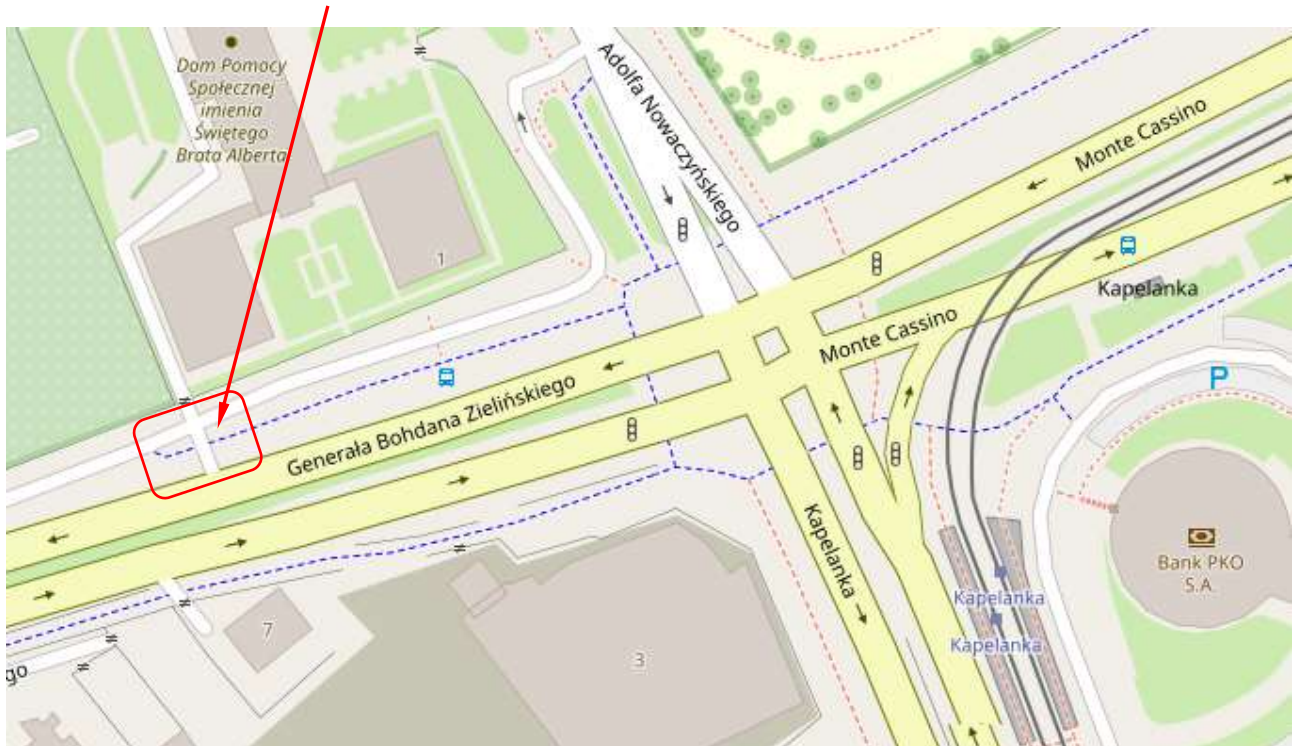 Dom Pomocy
Społecznej
imienia
Świętego
Brata Alberta
1
Adolfa Nowaczyńskiego
Monte Cassino
Kapelanka
Monte Cassino
Generała Bohdana Zielińskiego
P
Kapelanka
Bank PKO
S.A.
Kapelanka
Kapelanka
7
3
go